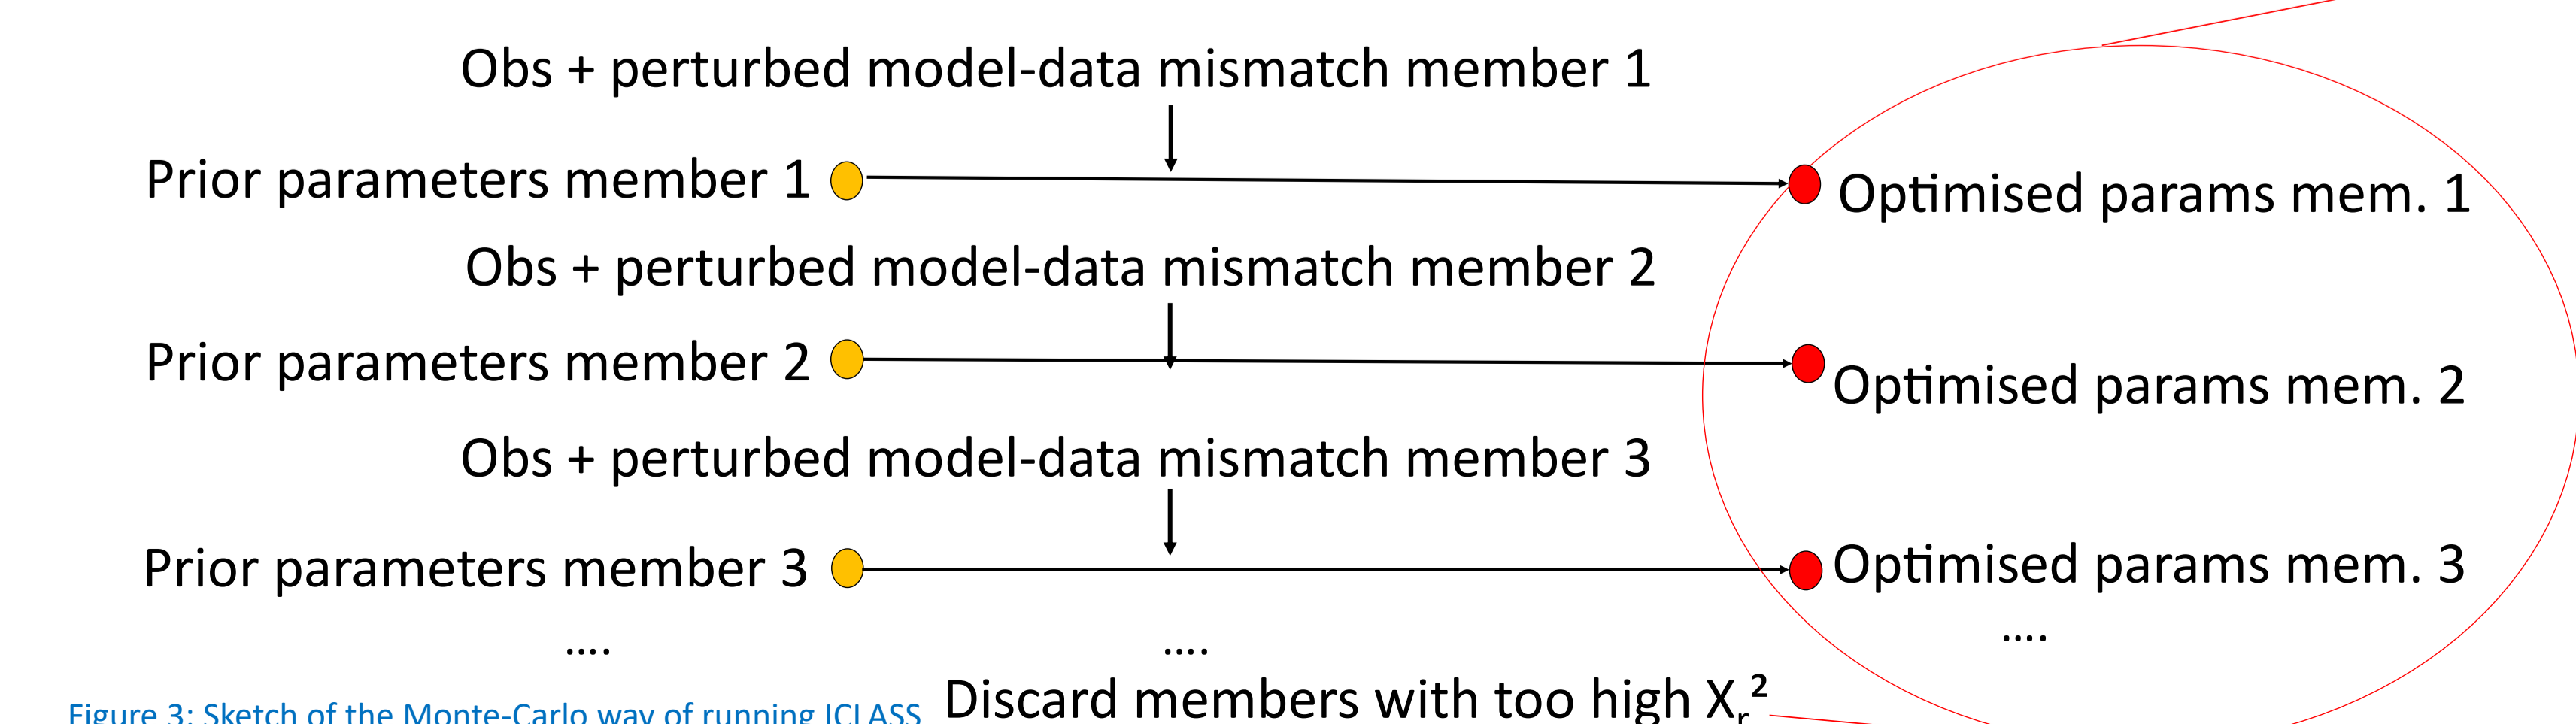 Obs + perturbed model-data mismatch member 1
Prior parameters member 1
Optimised params mem. 1
Obs + perturbed model-data mismatch member 2
Prior parameters member 2
Optimised params mem. 2
Obs + perturbed model-data mismatch member 3
Prior parameters member 3
Optimised params mem. 3
.... .... ....
Discard members with too high Xᵣ²
Figure 3: Sketch of the Monte-Carlo way of running ICLASS